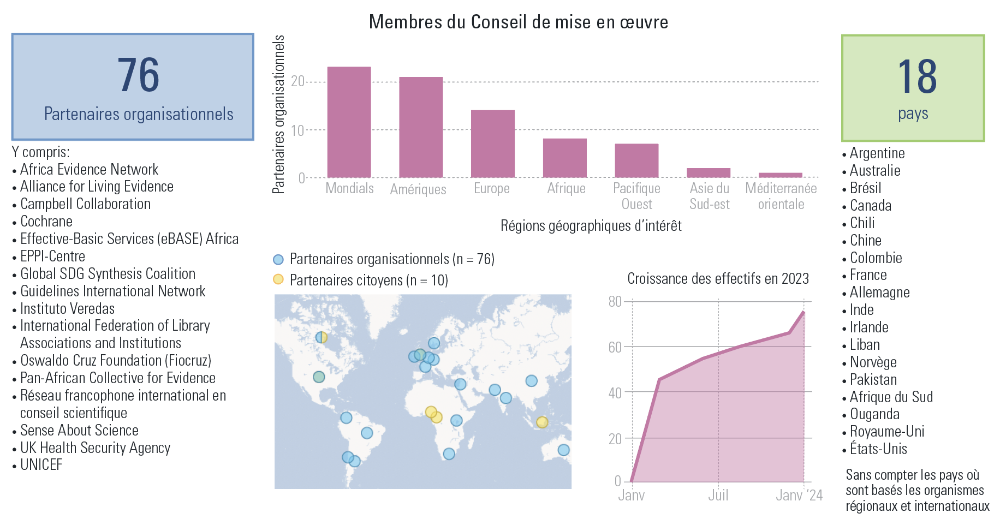 Membres du Conseil de mise en œuvre
76
Partenaires organisationnels
Y compris:
• Africa Evidence Network
• Alliance for Living Evidence
• Campbell Collaboration
• Cochrane
• Effective-Basic Services (eBASE) Africa
• EPPI-Centre
• Global SDG Synthesis Coalition
• Guidelines International Network
• Instituto Veredas
• International Federation of Library
Associations and Institutions
• Oswaldo Cruz Foundation (Fiocruz)
• Pan-African Collective for Evidence
• Réseau francophone international en
conseil scientifique
• Sense About Science
• UK Health Security Agency
• UNICEF
Partenaires organisationnels
20
10
0
Mondials
Amériques
Europe
Afrique
Pacifique
Ouest
Asie du
Sud-est
Méditerranée
orientale
Régions géographiques d'intérêt
Partenaires organisationnels (n = 76)
Partenaires citoyens (n = 10)
Croissance des effectifs en 2023
80
60
40
20
0
Janv
Juil
Janv ‘24
18
pays
• Argentine
• Australie
• Brésil
• Canada
• Chili
• Chine
• Colombie
• France
• Allemagne
• Inde
• Irlande
• Liban
• Norvège
• Pakistan
• Afrique du Sud
• Ouganda
• Royaume-Uni
• États-Unis
Sans compter les pays où
sont basés les organismes
régionaux et internationaux